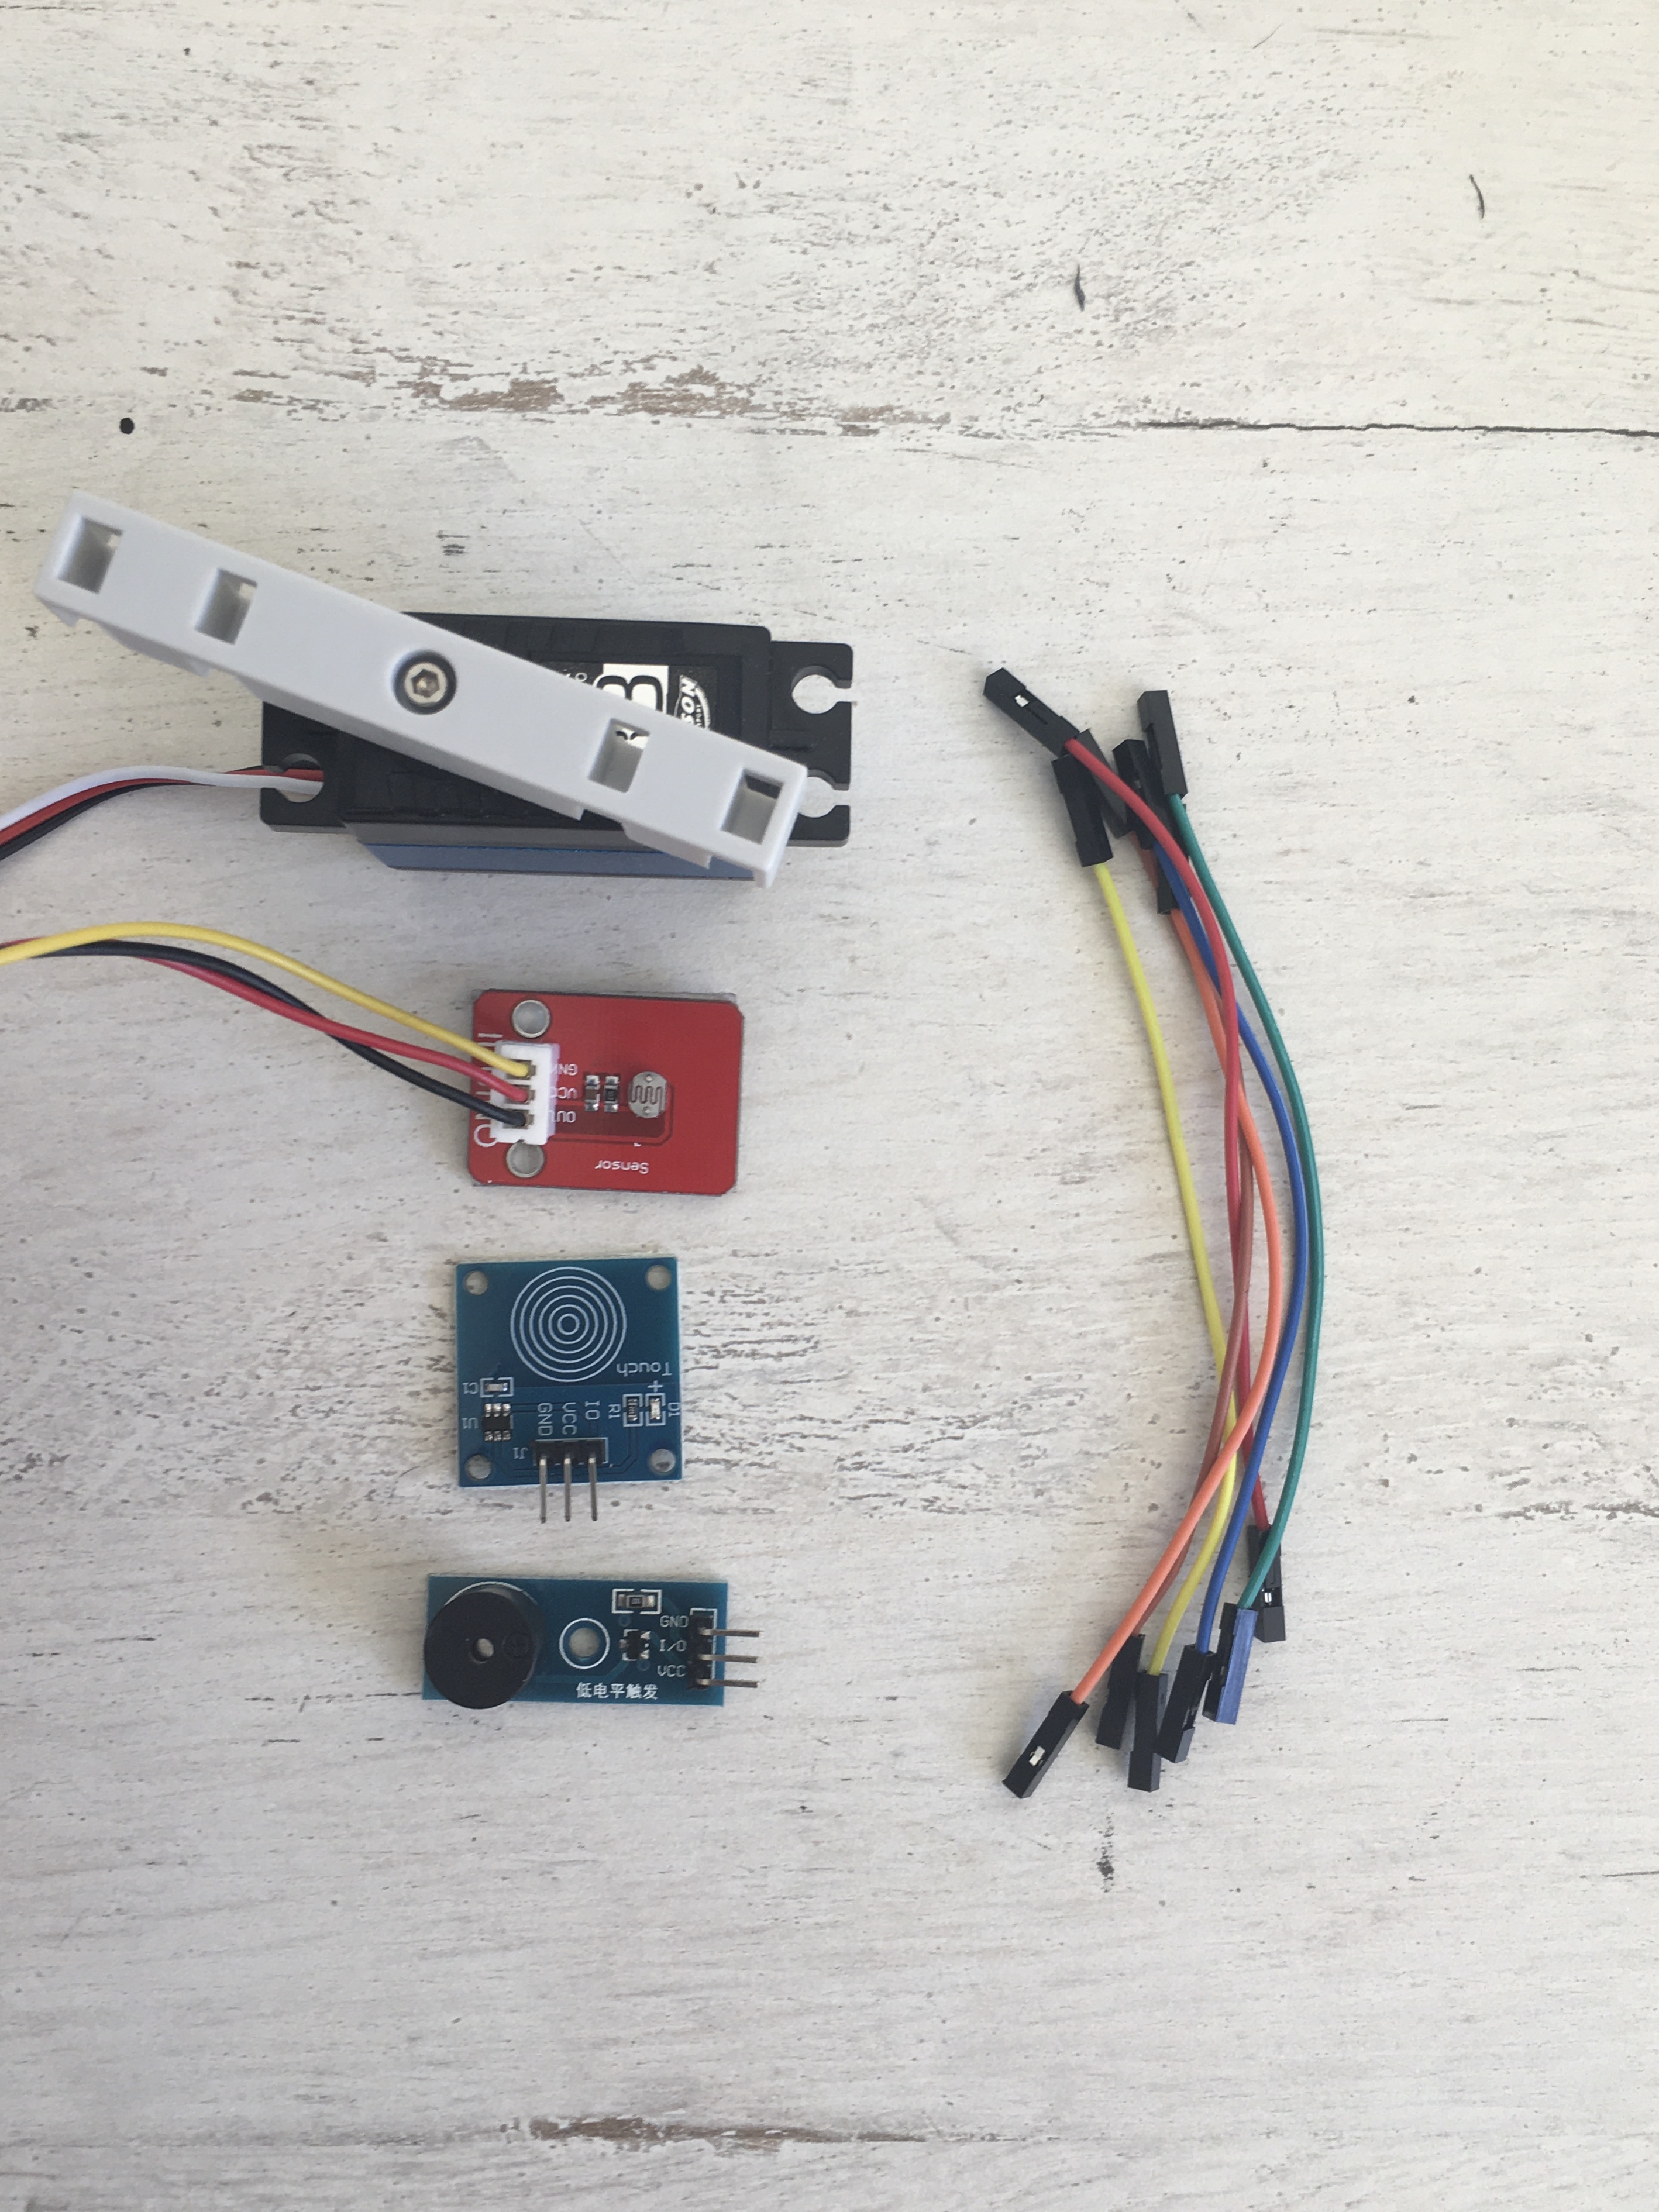 低电平触发
VCC
I/O
GND
U1
C1
J1
GND
VCC
IO
R1
D1
+
Touch
OUT
VCC
GND
Sensor